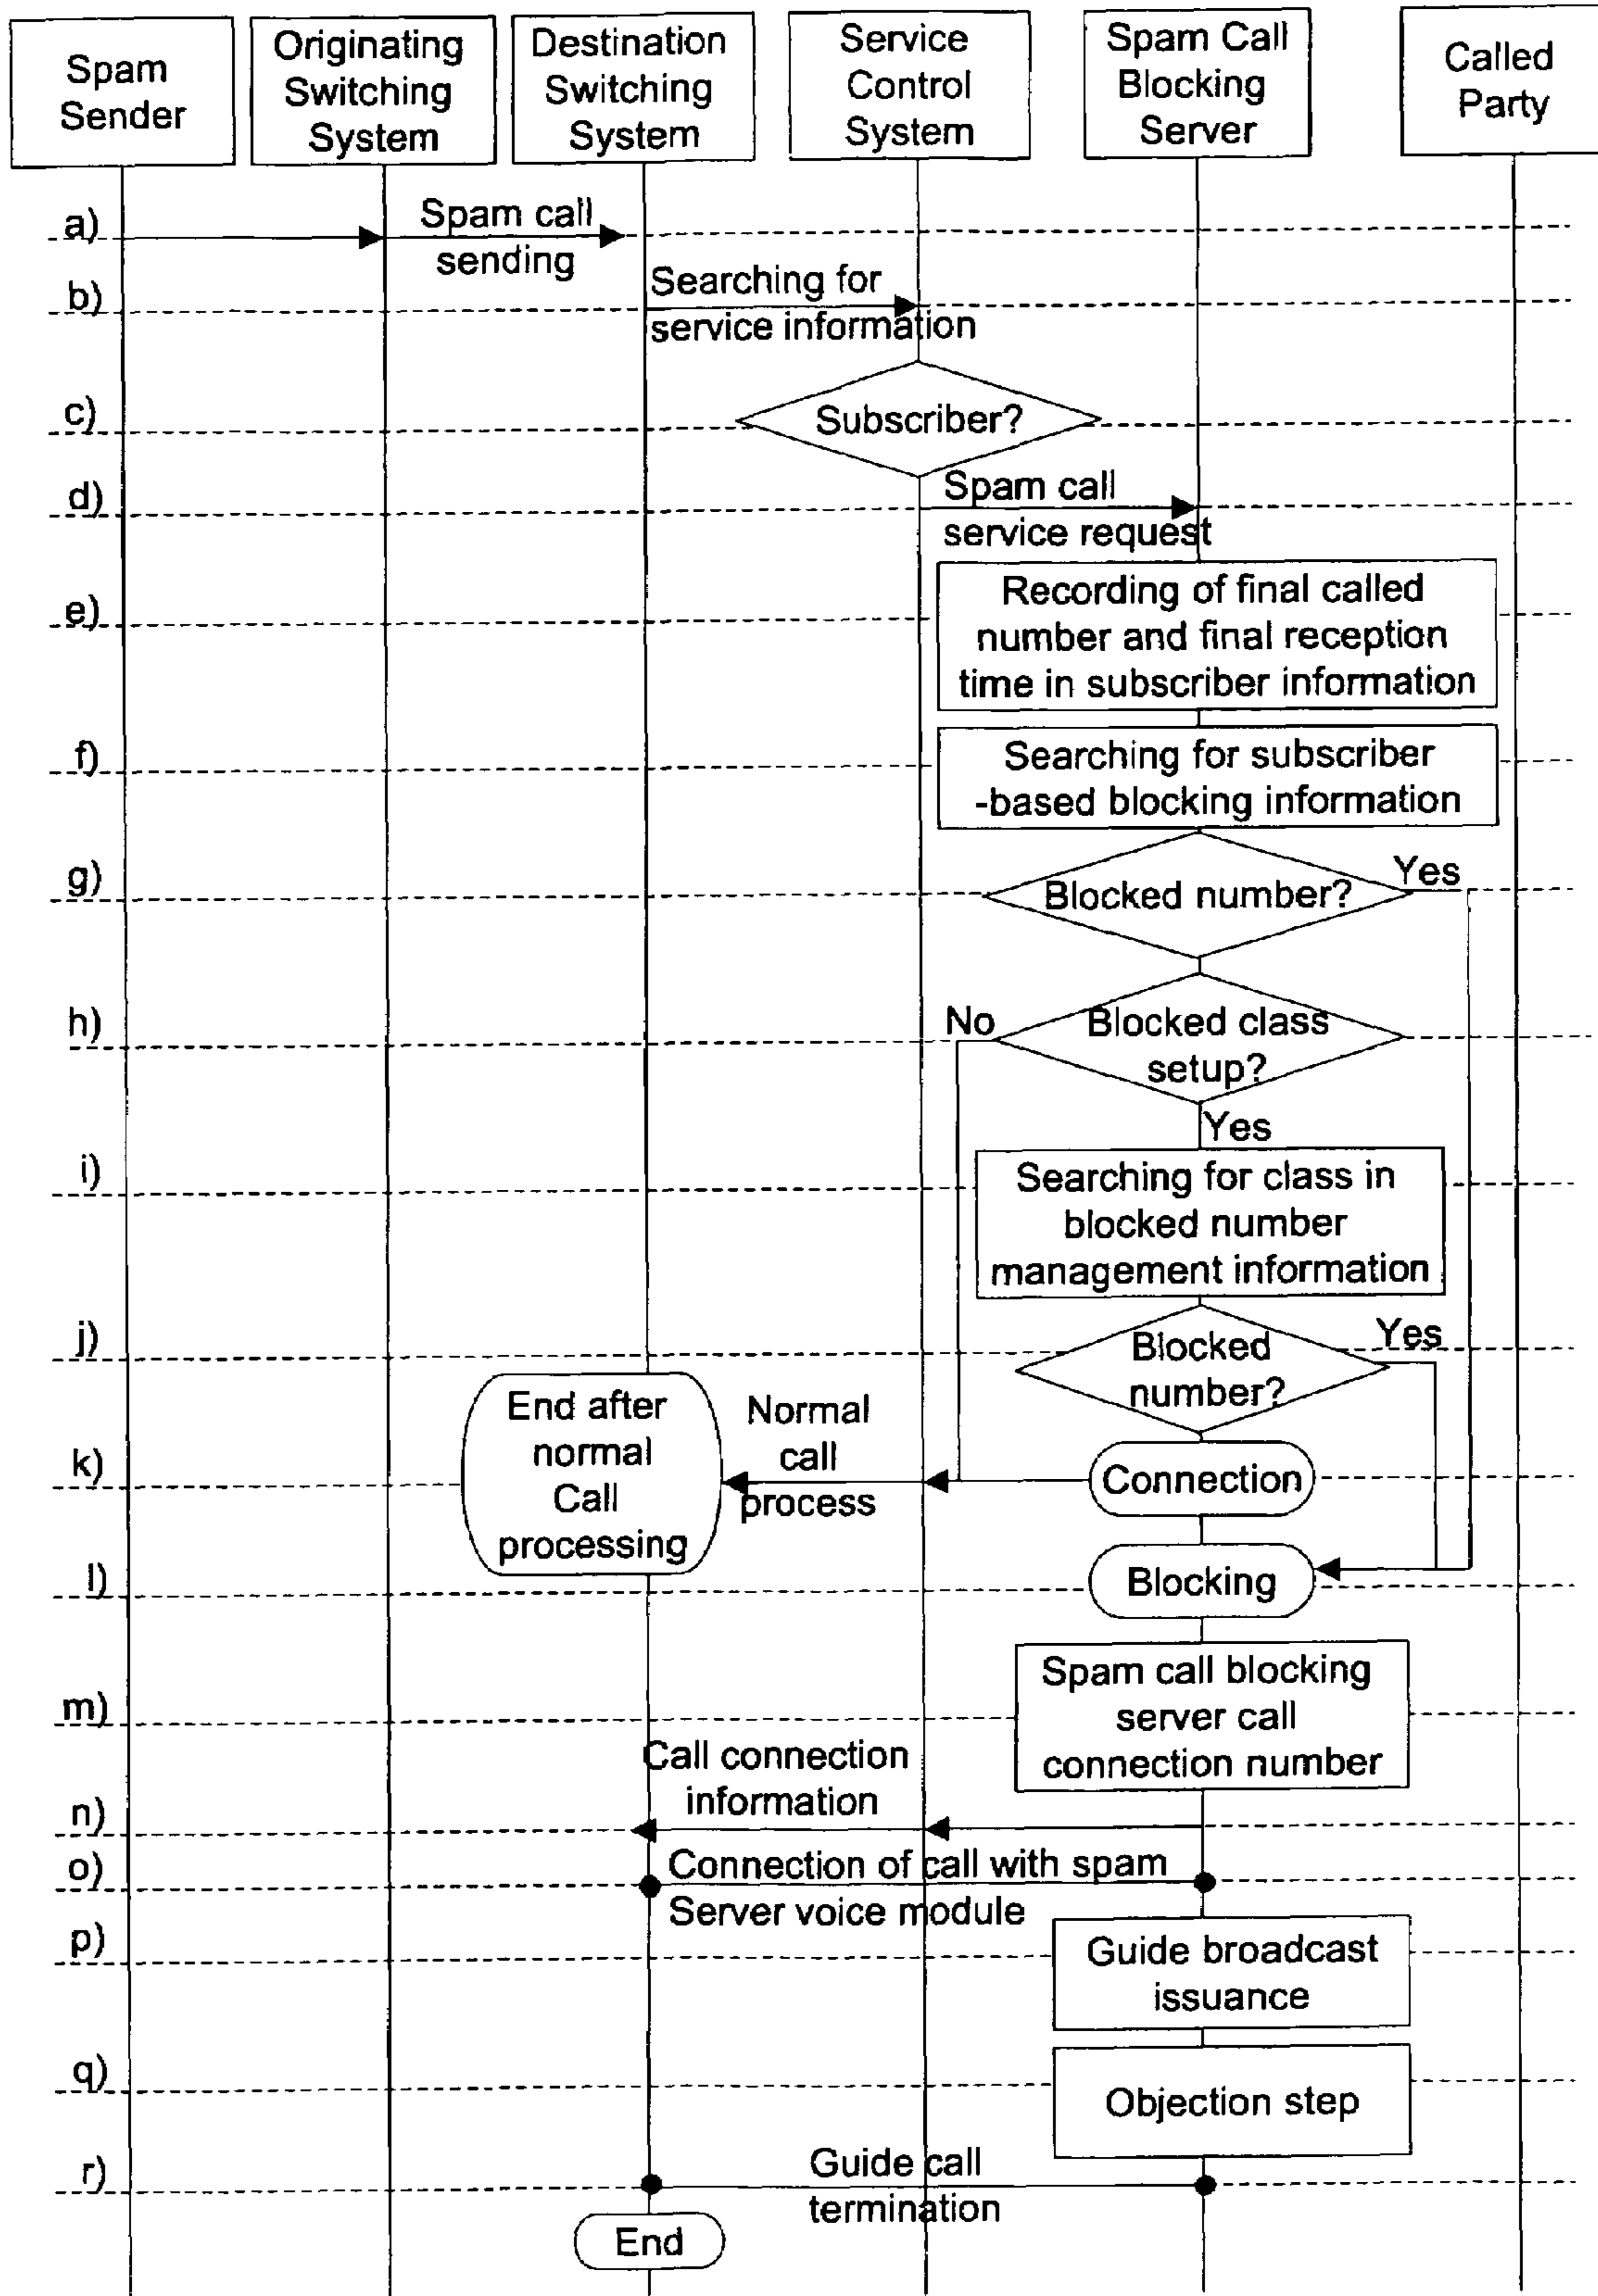 Spam
Sender
Originating
Switching
System
Destination
Switching
System
Service
Control
System
Spam Call
Blocking
Server
Called
Party
a)
Spam call
sending
b)
Searching for
service information
c)
Subscriber?
d)
Spam call
service request
e)
Recording of final called
number and final reception
time in subscriber information
f)
Searching for subscriber
-based blocking information
g)
Blocked number?
Yes
h)
No
Blocked class
setup?
Yes
i)
Searching for class in
blocked number
management information
j)
Blocked
number?
Yes
End after
normal
Call
processing
Normal
call
process
k)
Connection
l)
Blocking
m)
Spam call blocking
server call
connection number
Call connection
information
n)
o)
Connection of call with spam
Server voice module
p)
Guide broadcast
issuance
q)
Objection step
r)
Guide call
termination
End